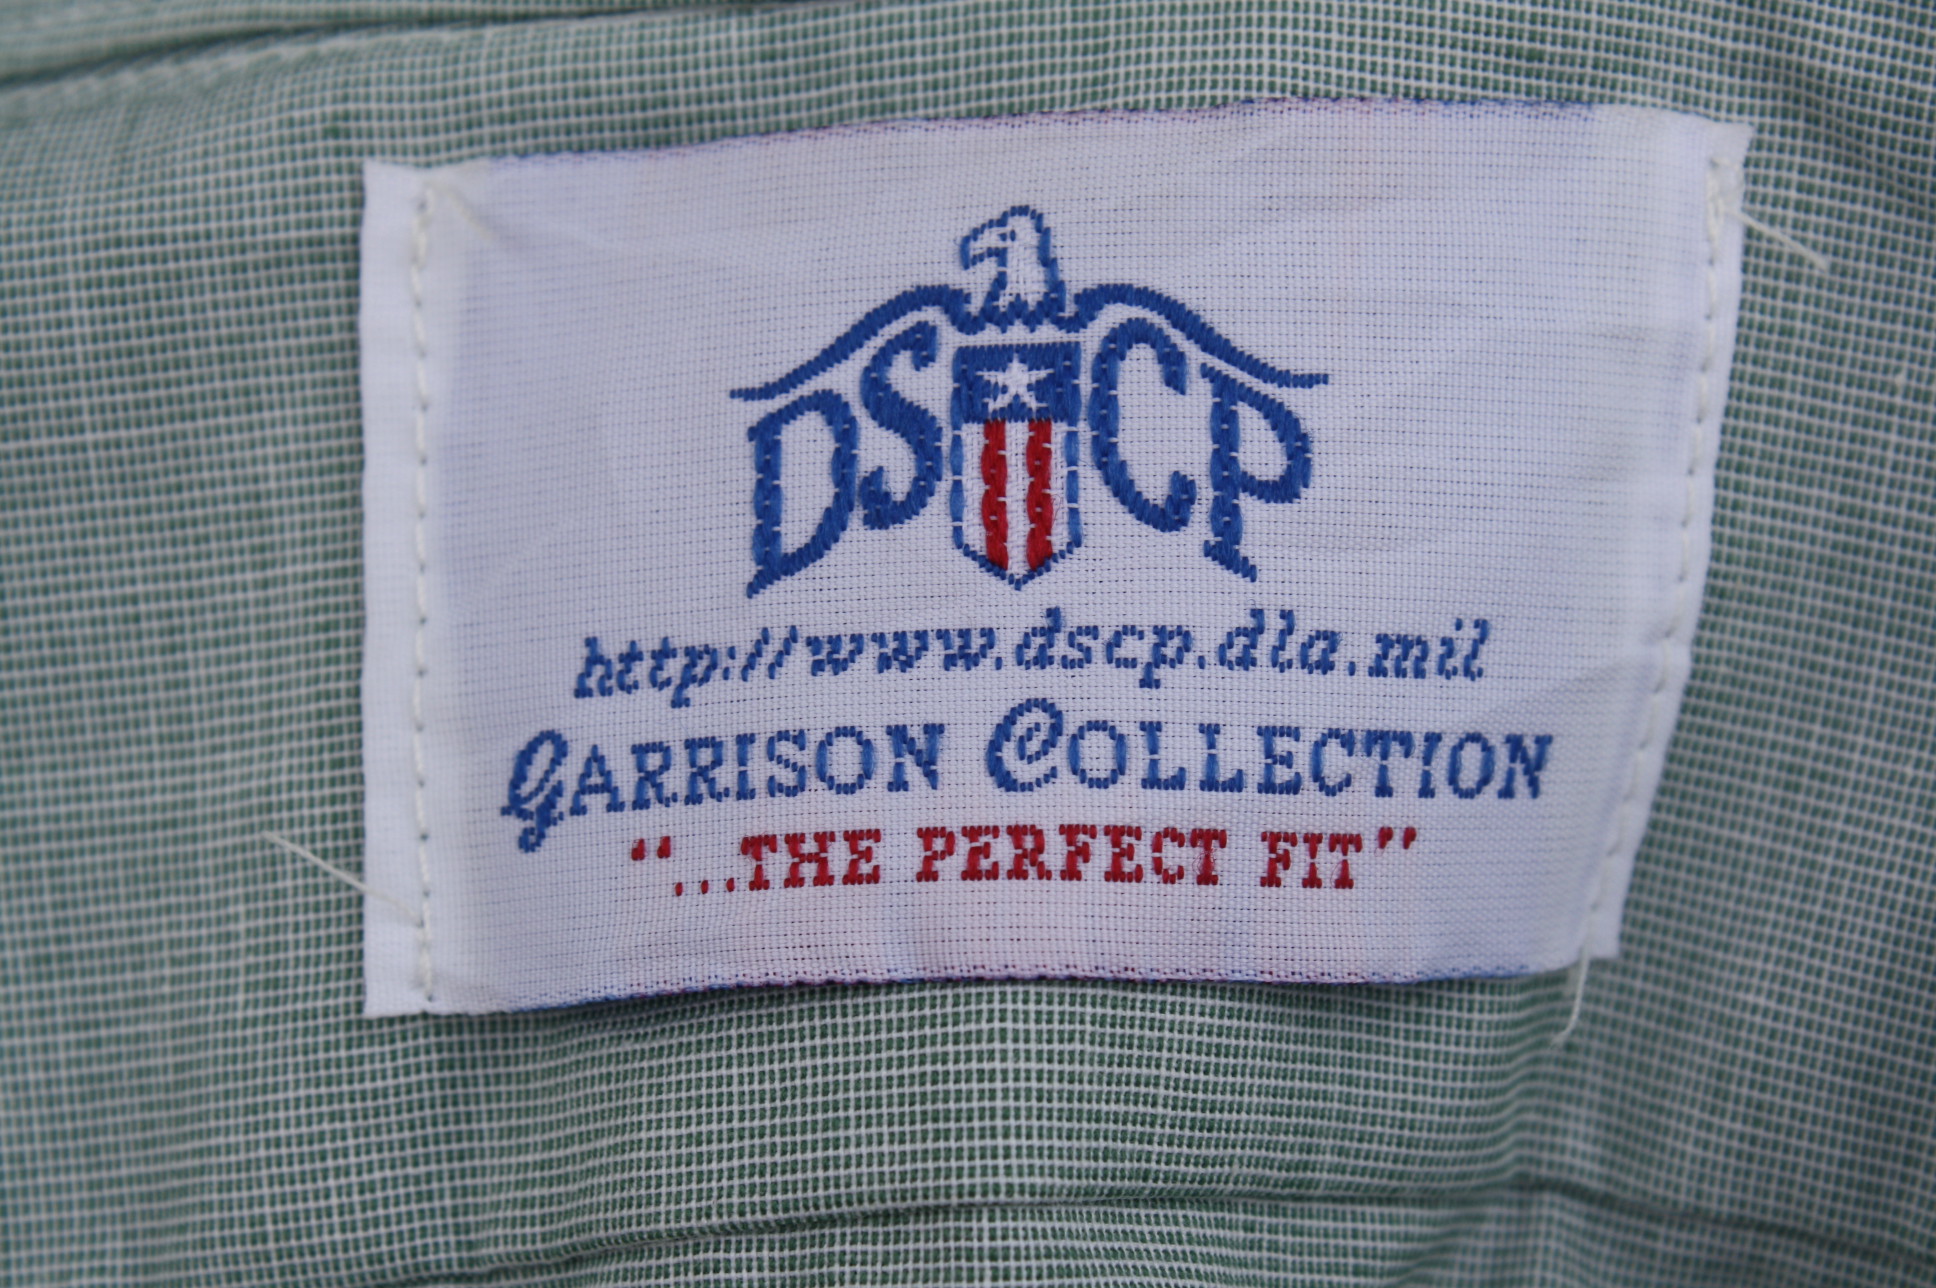 DSCP
http://www.dscp.dla.mil
GARRISON COLLECTION
"...THE PERFECT FIT"